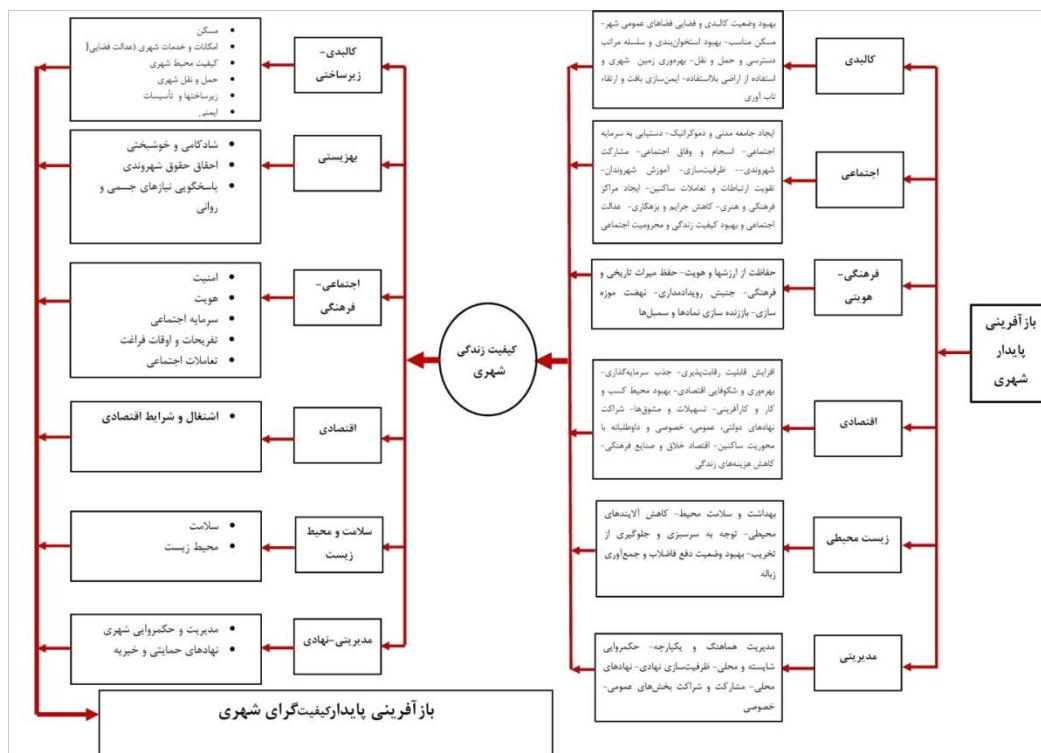 بازآفرینی
پایدار
شهری
کالبدی
بهبود وضعیت کالبدی و فضایی فضاهای عمومی شهر-
مسکن مناسب- بهبود استخوان‌بندی و سلسله مراتب
دسترسی و حمل و نقل- بهره‌وری زمین شهری و
استفاده از اراضی بلااستفاده- ایمن‌سازی بافت و ارتقاء
تاب آوری
اجتماعی
ایجاد جامعه مدنی و دموکراتیک- دستیابی به سرمایه
اجتماعی- انسجام و وفاق اجتماعی- مشارکت
شهروندی-- ظرفیت‌سازی- آموزش شهروندان-
تقویت ارتباطات و تعاملات ساکنین- ایجاد مراکز
فرهنگی و هنری- کاهش جرایم و بزهکاری- عدالت
اجتماعی و بهبود کیفیت زندگی و محرومیت اجتماعی
فرهنگی-
هویتی
حفاظت از ارزشها و هویت- حفظ میراث تاریخی و
فرهنگی- جنبش رویدادمداری- نهضت موزه
سازی- باززنده سازی نمادها و سمبل‌ها
اقتصادی
افزایش قابلیت رقابت‌پذیری- جذب سرمایه‌گذاری-
بهره‌وری و شکوفایی اقتصادی- بهبود محیط کسب و
کار و کارآفرینی- تسهیلات و مشوق‌ها- شراکت
نهادهای دولتی، عمومی، خصوصی و داوطلبانه با
محوریت ساکنین- اقتصاد خلاق و صنایع فرهنگی-
کاهش هزینه‌های زندگی
زیست محیطی
بهداشت و سلامت محیط- کاهش آلایندهای
محیطی- توجه به سرسبزی و جلوگیری از
تخریب- بهبود وضعیت دفع فاضلاب و جمع‌آوری
زباله
مدیریتی
مدیریت هماهنگ و یکپارچه- حکمروایی
شایسته و محلی- ظرفیت‌سازی نهادی- نهادهای
محلی- مشارکت و شراکت بخش‌های عمومی-
خصوصی
کیفیت زندگی
شهری
کالبدی-
زیرساختی
• مسکن
• امکانات و خدمات شهری (عدالت فضایی(
• کیفیت محیط شهری
• حمل و نقل شهری
• زیرساختها و تأسیسات
• ایمنی
بهزیستی
• شادکامی و خوشبختی
• احقاق حقوق شهروندی
• پاسخگویی نیازهای جسمی و
روانی
اجتماعی-
فرهنگی
• امنیت
• هویت
• سرمایه اجتماعی
• تفریحات و اوقات فراغت
• تعاملات اجتماعی
اقتصادی
• اشتغال و شرایط اقتصادی
سلامت و محیط
زیست
• سلامت
• محیط زیست
مدیریتی-نهادی
• مدیریت و حکمروایی شهری
• نهادهای حمایتی و خیریه
بازآفرینی پایدارکیفیت‌گرای شهری